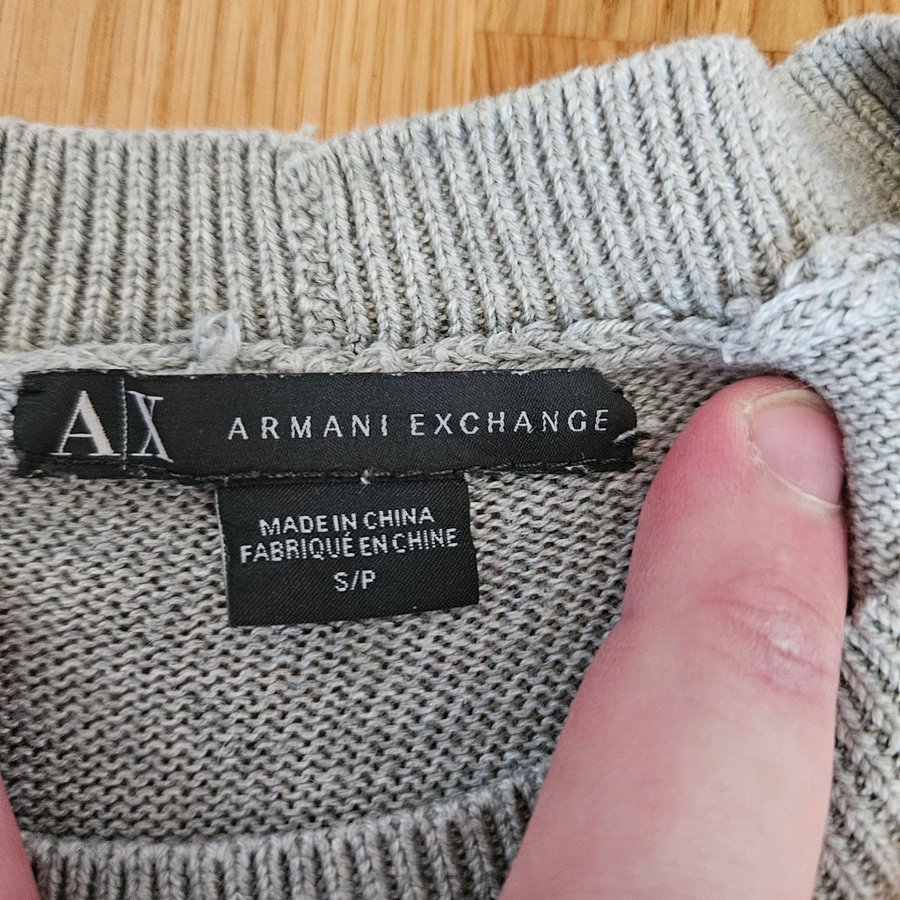 A|X ARMANI EXCHANGE
MADE IN CHINA
FABRIQUÉ EN CHINE
S/P